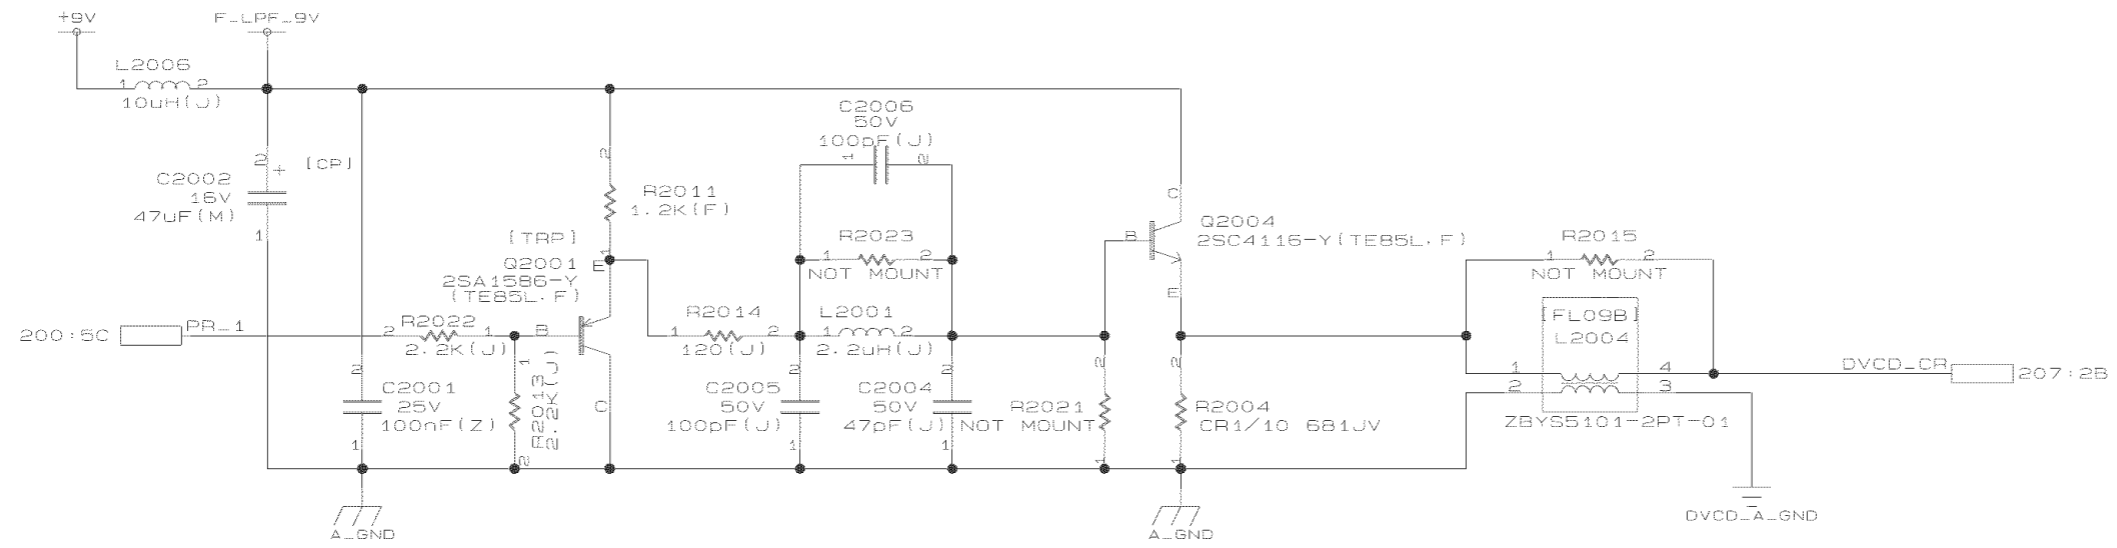 +9V
F_LPF_9V
L2006
1
2
10uH(J)
2
+
[CP]
C2002
16V
47uF(M)
1
C2006
50V
100pF(J)
1
2
2
R2011
1.2K(F)
1
[TRP]
Q2001
E
2SA1586-Y
(TE85L,F)
B
C
R2023
1
2
NOT MOUNT
C
Q2004
B
2SC4116-Y(TE85L,F)
E
R2015
1
2
NOT MOUNT
200:5C
PR_1
R2022
2
1
2.2K(J)
1
R2013
2.2K(J)
2
R2014
1
2
120(J)
L2001
1
2
2.2uH(J)
2
C2001
25V
100nF(Z)
1
2
C2005
50V
100pF(J)
1
2
C2004
50V
47pF(J)
1
2
R2021
NOT MOUNT
1
2
R2004
CR1/10 681JV
1
[FL09B]
L2004
1
4
2
3
ZBYS5101-2PT-01
DVCD_CR
207:2B
A_GND
A_GND
DVCD_A_GND